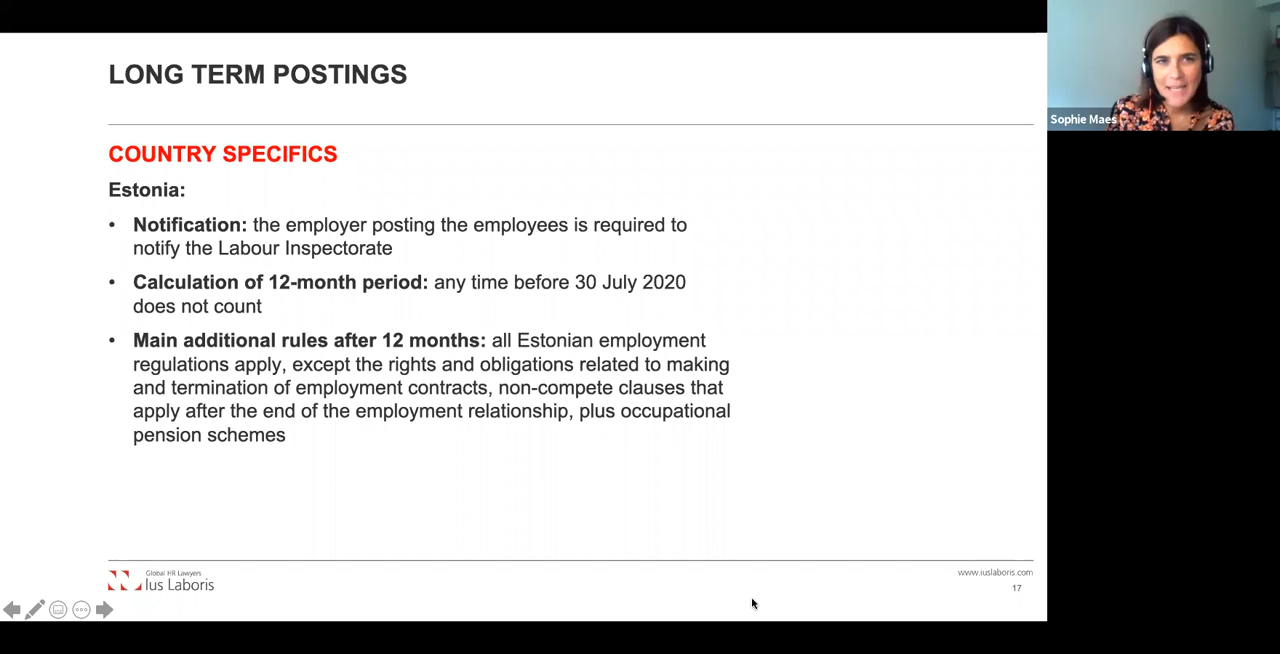 LONG TERM POSTINGS
COUNTRY SPECIFICS
Estonia:
• Notification: the employer posting the employees is required to
notify the Labour Inspectorate
• Calculation of 12-month period: any time before 30 July 2020
does not count
• Main additional rules after 12 months: all Estonian employment
regulations apply, except the rights and obligations related to making
and termination of employment contracts, non-compete clauses that
apply after the end of the employment relationship, plus occupational
pension schemes
Global HR Lawyers
Ius Laboris
www.iuslaboris.com
17
Sophie Maes